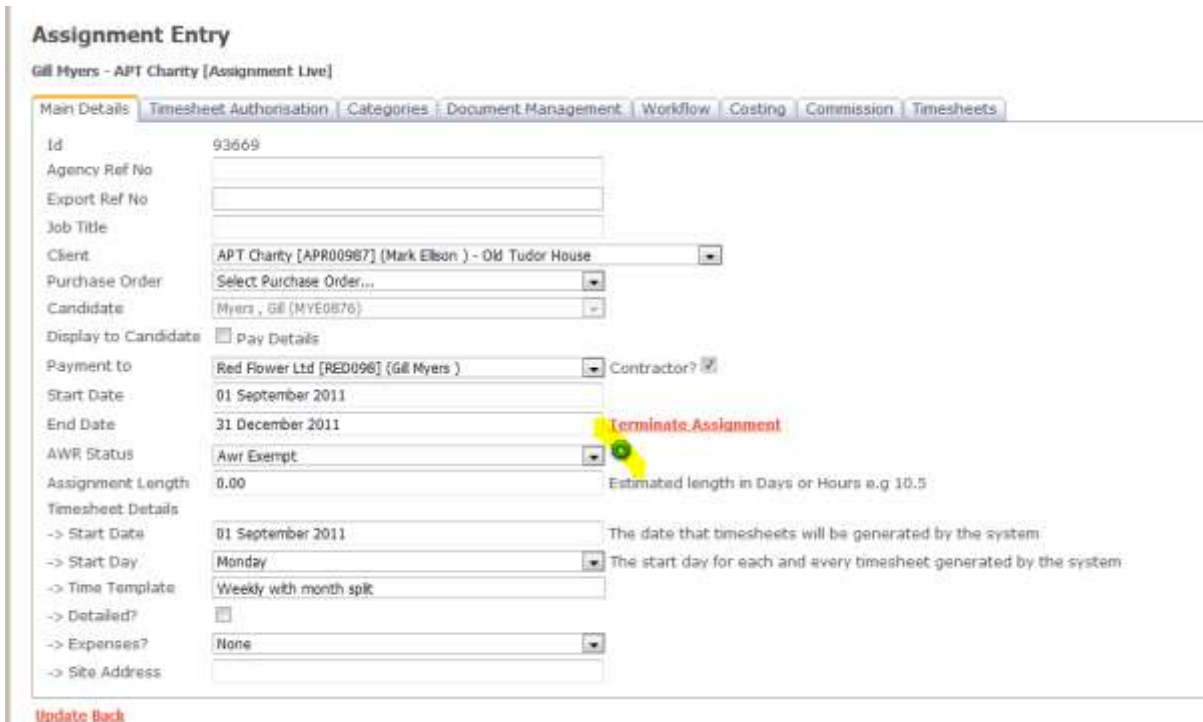 Assignment Entry
Gill Myers - APT Charity [Assignment Live]
Main Details Timesheet Authorisation Categories Document Management Workflow Costing Commission Timesheets
Id 93669
Agency Ref No
Export Ref No
Job Title
Client APT Charity [APR00987] (Mark Ellson ) - Old Tudor House
Purchase Order Select Purchase Order...
Candidate Myers , Gill (MYE0876)
Display to Candidate Pay Details
Payment to Red Flower Ltd [RED098] (Gill Myers ) Contractor?
Start Date 01 September 2011
End Date 31 December 2011 Terminate Assignment
AWR Status Awr Exempt
Assignment Length 0.00 Estimated length in Days or Hours e.g 10.5
Timesheet Details
-> Start Date 01 September 2011 The date that timesheets will be generated by the system
-> Start Day Monday The start day for each and every timesheet generated by the system
-> Time Template Weekly with month split
-> Detailed?
-> Expenses? None
-> Site Address
Update Back